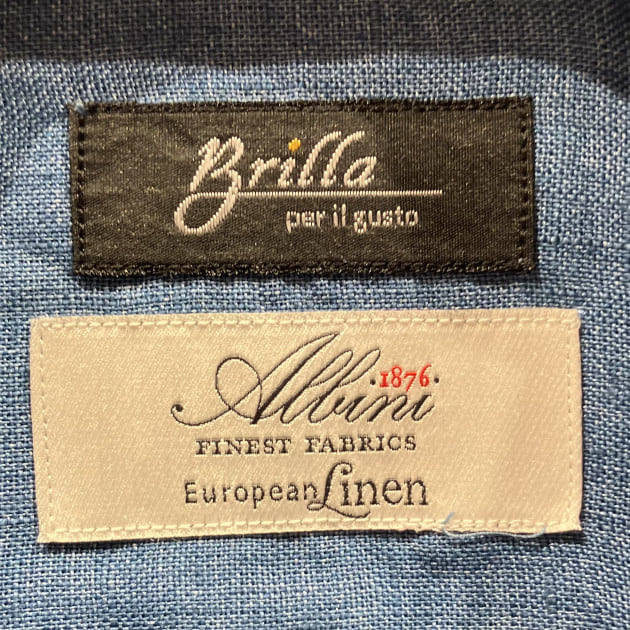 Brilla
per il gusto
·1876·
Albini
FINEST FABRICS
European Linen